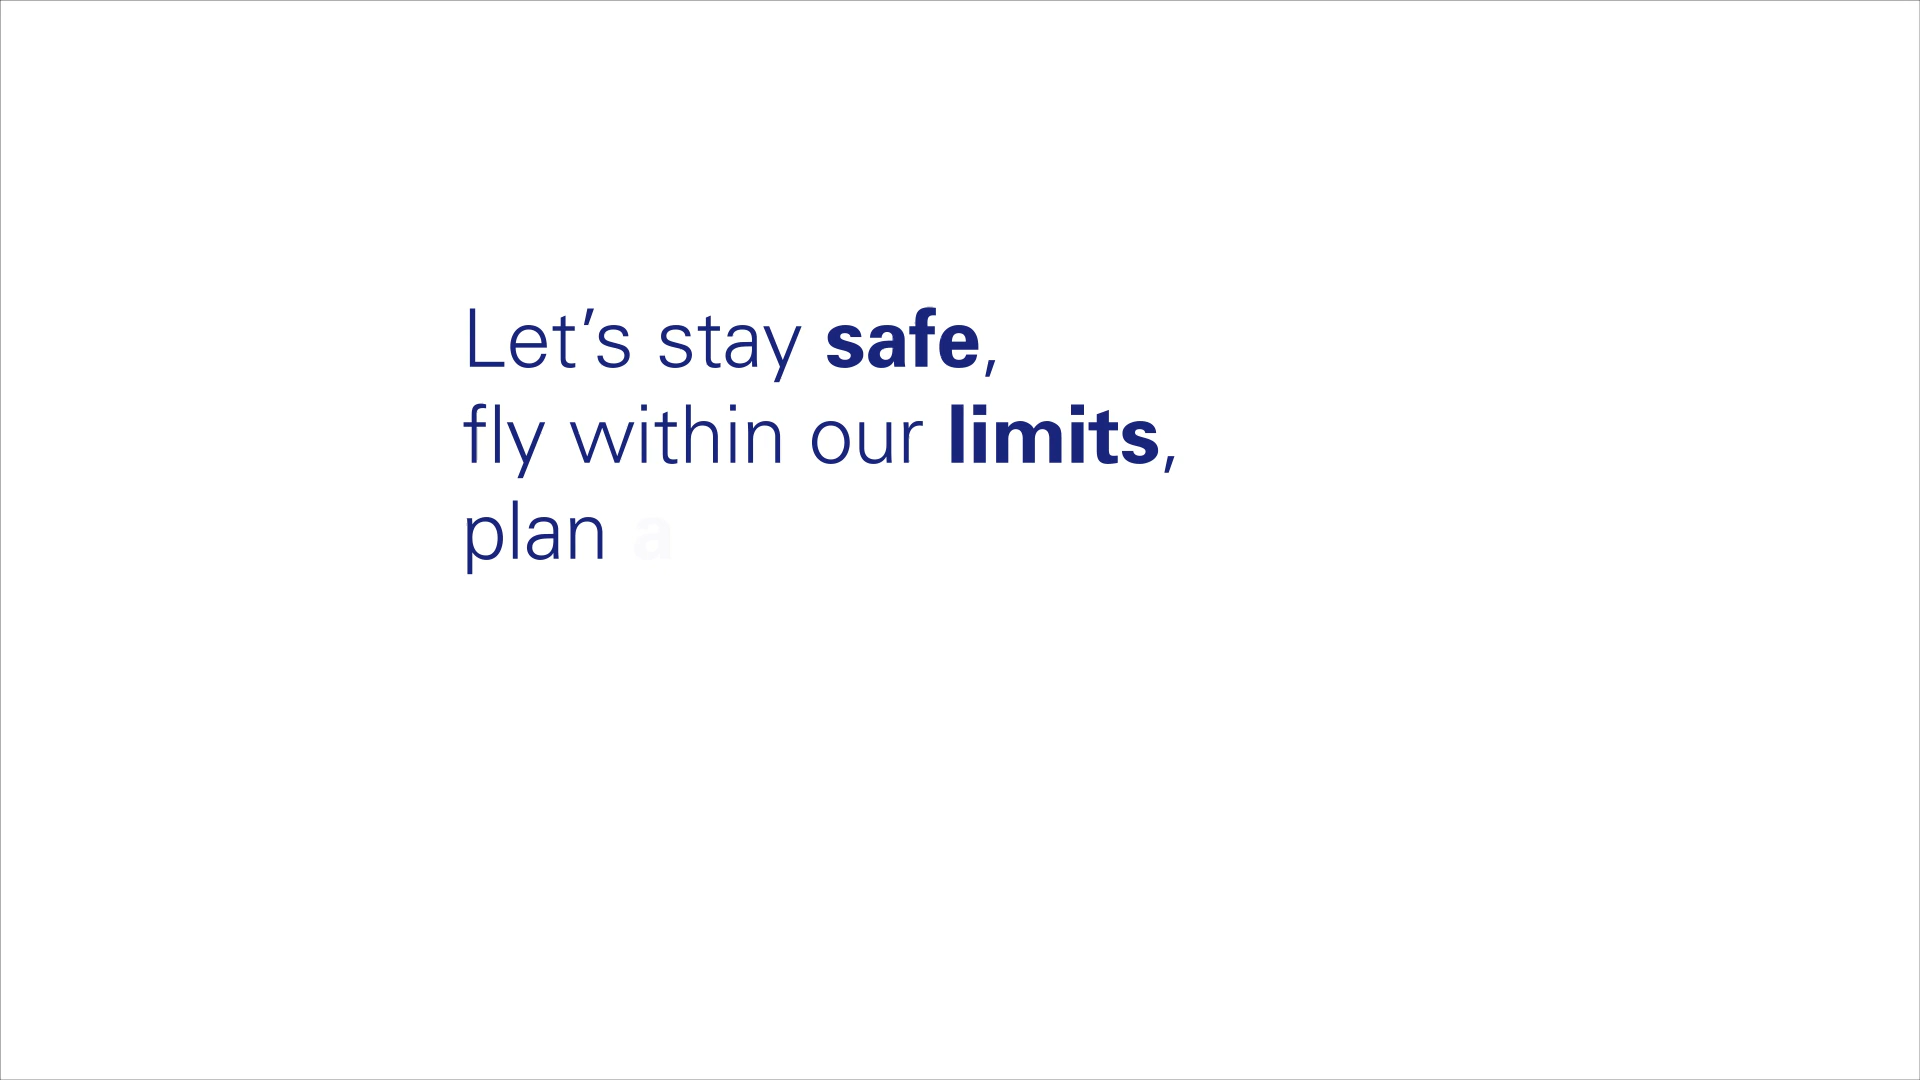 Let’s stay safe,
fly within our limits,
plan a